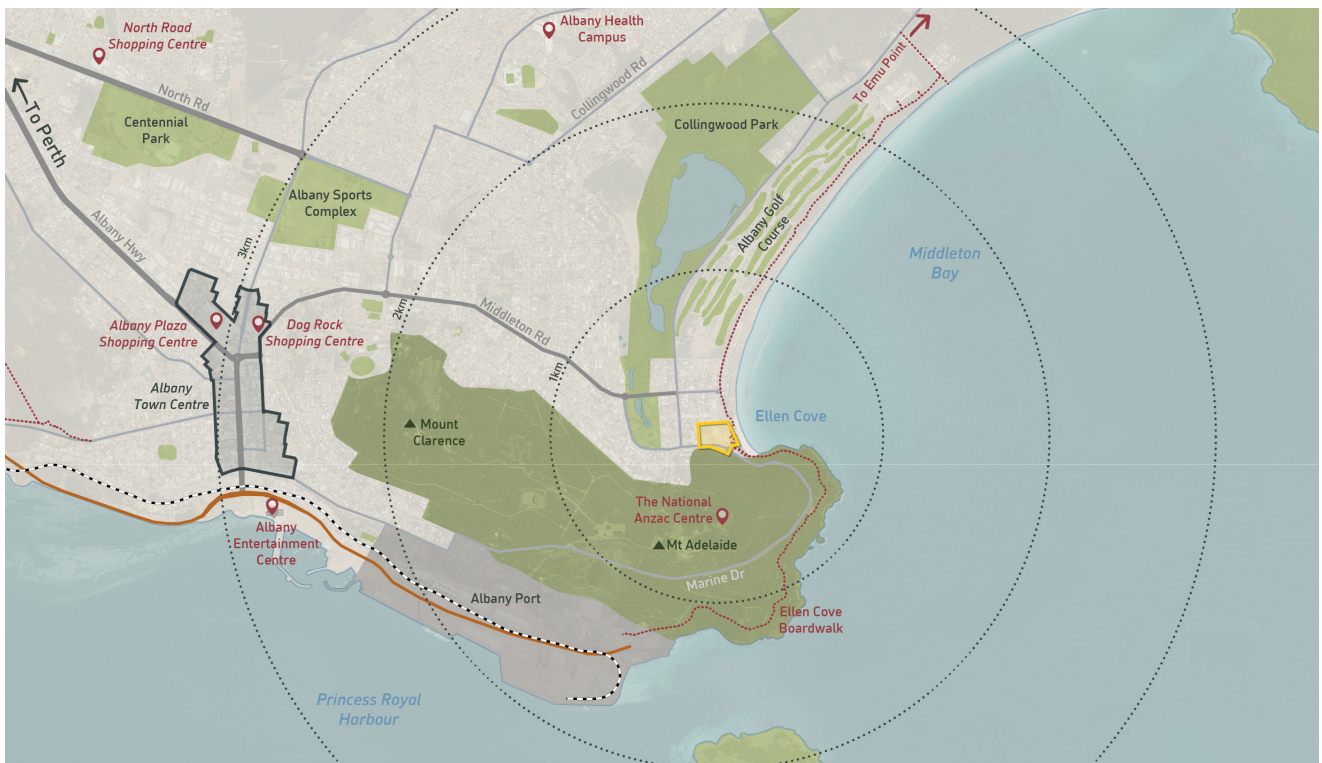 North Road
Shopping Centre
Albany Health
Campus
To Emu Point
North Rd
Collingwood Rd
To Perth
Centennial
Park
Collingwood Park
Albany Sports
Complex
Albany Golf
Course
Albany Hwy
3km
Middleton
Bay
2km
Middleton Rd
Albany Plaza
Shopping Centre
Dog Rock
Shopping Centre
1km
Albany
Town Centre
Mount
Clarence
Ellen Cove
The National
Anzac Centre
Albany
Entertainment
Centre
Mt Adelaide
Marine Dr
Albany Port
Ellen Cove
Boardwalk
Princess Royal
Harbour